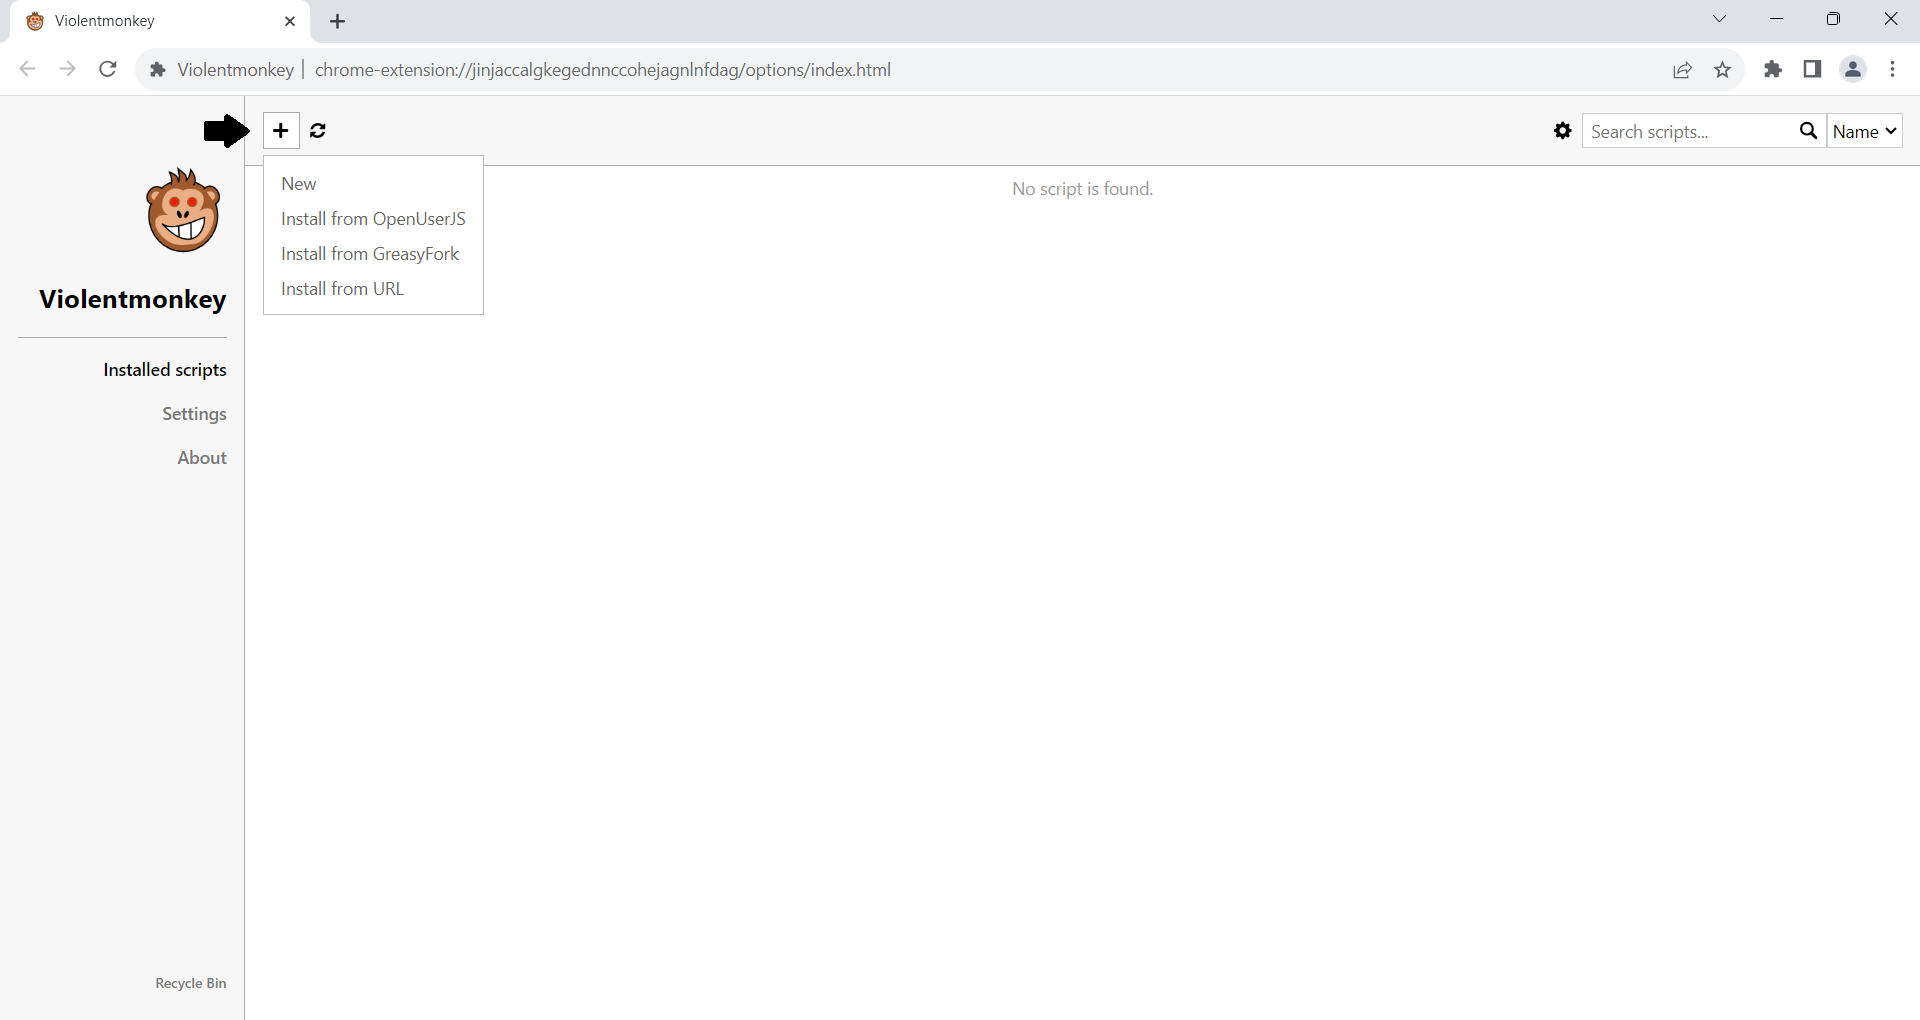 Violentmonkey
Violentmonkey | chrome-extension://jinjaccalgkegednnccohejagnlnfdag/options/index.html
Search scripts...
Name
New
Install from OpenUserJS
Install from GreasyFork
Install from URL
No script is found.
Violentmonkey
Installed scripts
Settings
About
Recycle Bin